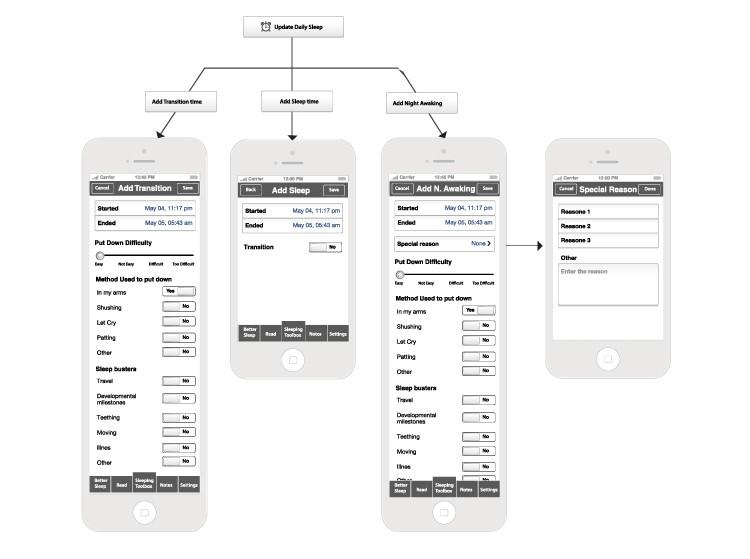 Update Daily Sleep
Add Transition time
Add Sleep time
Add Night Awaking
Carrier 12:45 PM
Cancel Add Transition Save
Started May 04, 11:17 pm
Ended May 05, 05:43 am
Put Down Difficulty
Easy Not Easy Difficult Too Difficult
Method Used to put down
In my arms Yes
Shushing No
Let Cry No
Patting No
Other No
Sleep busters
Travel No
Developmental
milestones No
Teething No
Moving No
Illnes No
Other No
Better
Sleep
Read
Sleeping
Toolbox
Notes
Settings
Carrier 12:00 PM
Back Add Sleep Save
Started May 04, 11:17 pm
Ended May 05, 05:43 am
Transition No
Better
Sleep
Read
Sleeping
Toolbox
Notes
Settings
Carrier 12:45 PM
Cancel Add N. Awaking Save
Started May 04, 11:17 pm
Ended May 05, 05:43 am
Special reason None >
Put Down Difficulty
Easy Not Easy Difficult Too Difficult
Method Used to put down
In my arms Yes
Shushing No
Let Cry No
Patting No
Other No
Sleep busters
Travel No
Developmental
milestones No
Teething No
Moving No
Illnes No
Other No
Better
Sleep
Read
Sleeping
Toolbox
Notes
Settings
Carrier 12:00 PM
Cancel Special Reason Done
Reasone 1
Reasone 2
Reasone 3
Other
Enter the reason